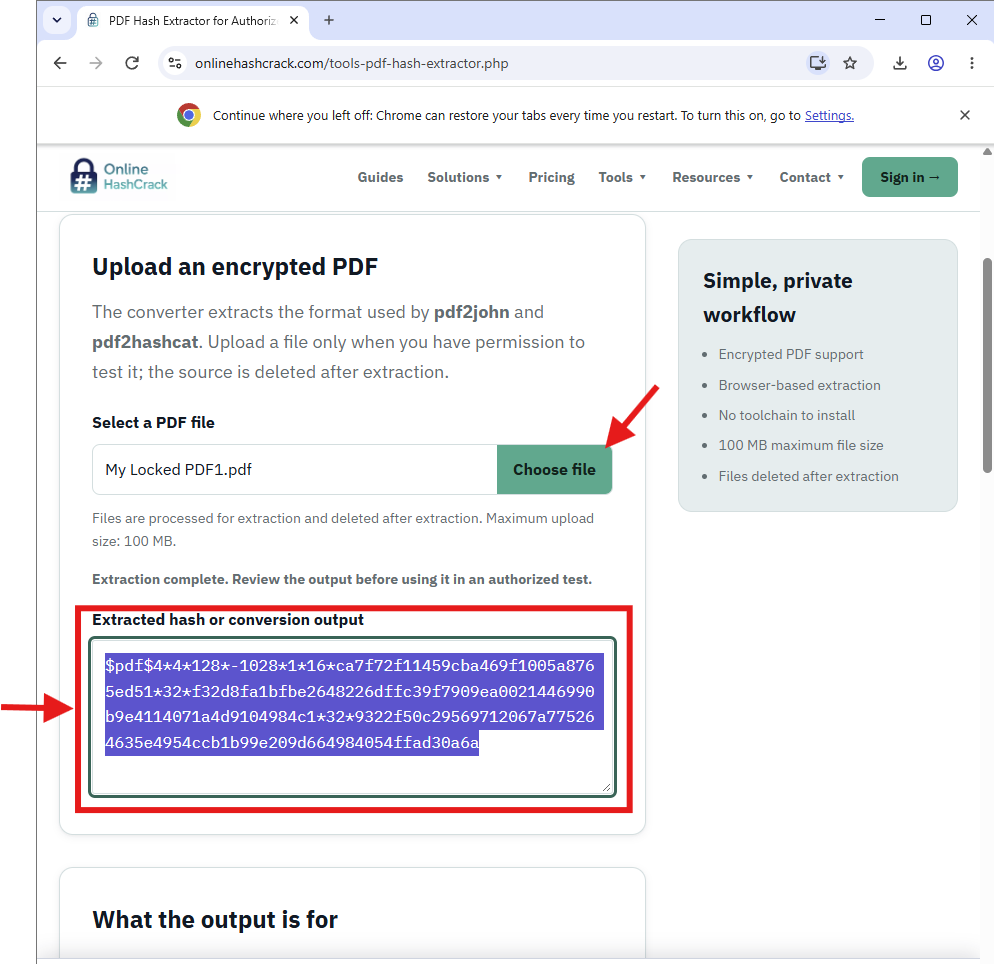 PDF Hash Extractor for Authoriz
onlinehashcrack.com/tools-pdf-hash-extractor.php
Continue where you left off: Chrome can restore your tabs every time you restart. To turn this on, go to Settings.
Online
HashCrack
Guides Solutions Pricing Tools Resources Contact Sign in →
Upload an encrypted PDF
The converter extracts the format used by pdf2john and
pdf2hashcat. Upload a file only when you have permission to
test it; the source is deleted after extraction.
Select a PDF file
My Locked PDF1.pdf
Choose file
Files are processed for extraction and deleted after extraction. Maximum upload
size: 100 MB.
Extraction complete. Review the output before using it in an authorized test.
Extracted hash or conversion output
$pdf$4*4*128*-1028*1*16*ca7f72f11459cba469f1005a876
5ed51*32*f32d8fa1bfbe2648226dffc39f7909ea0021446990
b9e4114071a4d9104984c1*32*9322f50c29569712067a77526
4635e4954ccb1b99e209d664984054ffad30a6a
Simple, private
workflow
Encrypted PDF support
Browser-based extraction
No toolchain to install
100 MB maximum file size
Files deleted after extraction
What the output is for